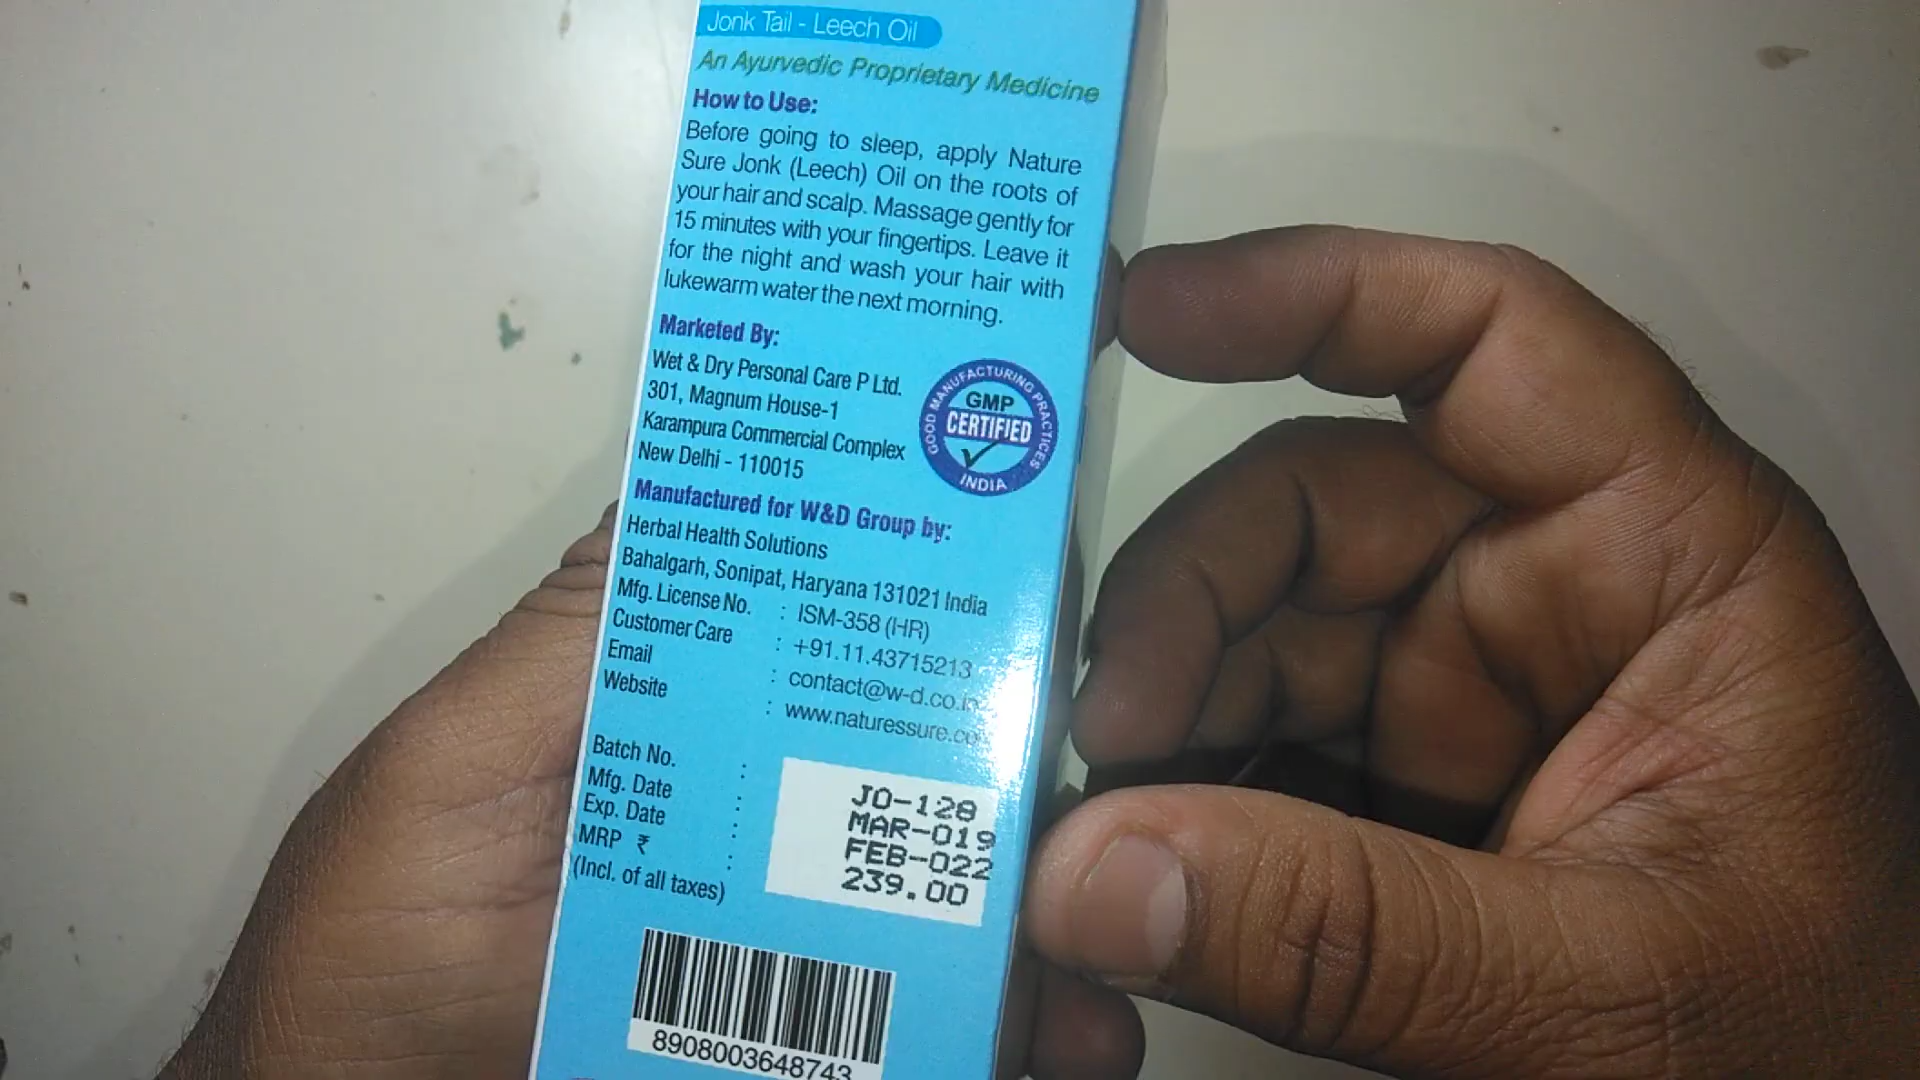 Jonk Tail - Leech Oil
An Ayurvedic Proprietary Medicine
How to Use:
Before going to sleep, apply Nature
Sure Jonk (Leech) Oil on the roots of
your hair and scalp. Massage gently for
15 minutes with your fingertips. Leave it
for the night and wash your hair with
lukewarm water the next morning.
Marketed By:
Wet & Dry Personal Care P Ltd.
301, Magnum House-1
Karampura Commercial Complex
New Delhi - 110015
GOOD MANUFACTURING PRACTICES
GMP
CERTIFIED
INDIA
Manufactured for W&D Group by:
Herbal Health Solutions
Bahalgarh, Sonipat, Haryana 131021 India
Mfg. License No. : ISM-358 (HR)
Customer Care : +91.11.43715213
Email : contact@w-d.co.in
Website : www.naturessure.co
Batch No. : JO-128
Mfg. Date : MAR-019
Exp. Date : FEB-022
MRP ₹ : 239.00
(Incl. of all taxes)
8908003648743